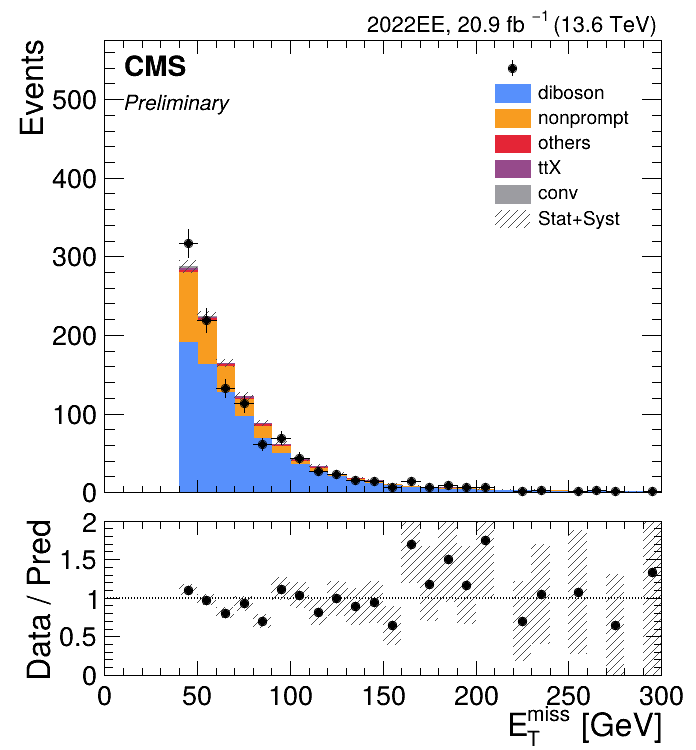 2022EE, 20.9 fb⁻¹ (13.6 TeV)
CMS
Preliminary
diboson
nonprompt
others
ttX
conv
Stat+Syst
Events
500
400
300
200
100
0
Data / Pred
2
1.5
1
0.5
0
0 50 100 150 200 250 300
E_T^miss [GeV]